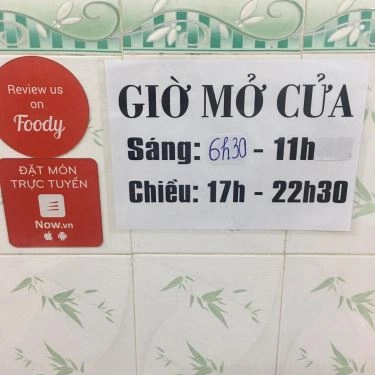 Review us
on
Foody
ĐẶT MÓN
TRỰC TUYẾN
Now.vn
GIỜ MỞ CỬA
Sáng: 6h30 - 11h
Chiều: 17h - 22h30